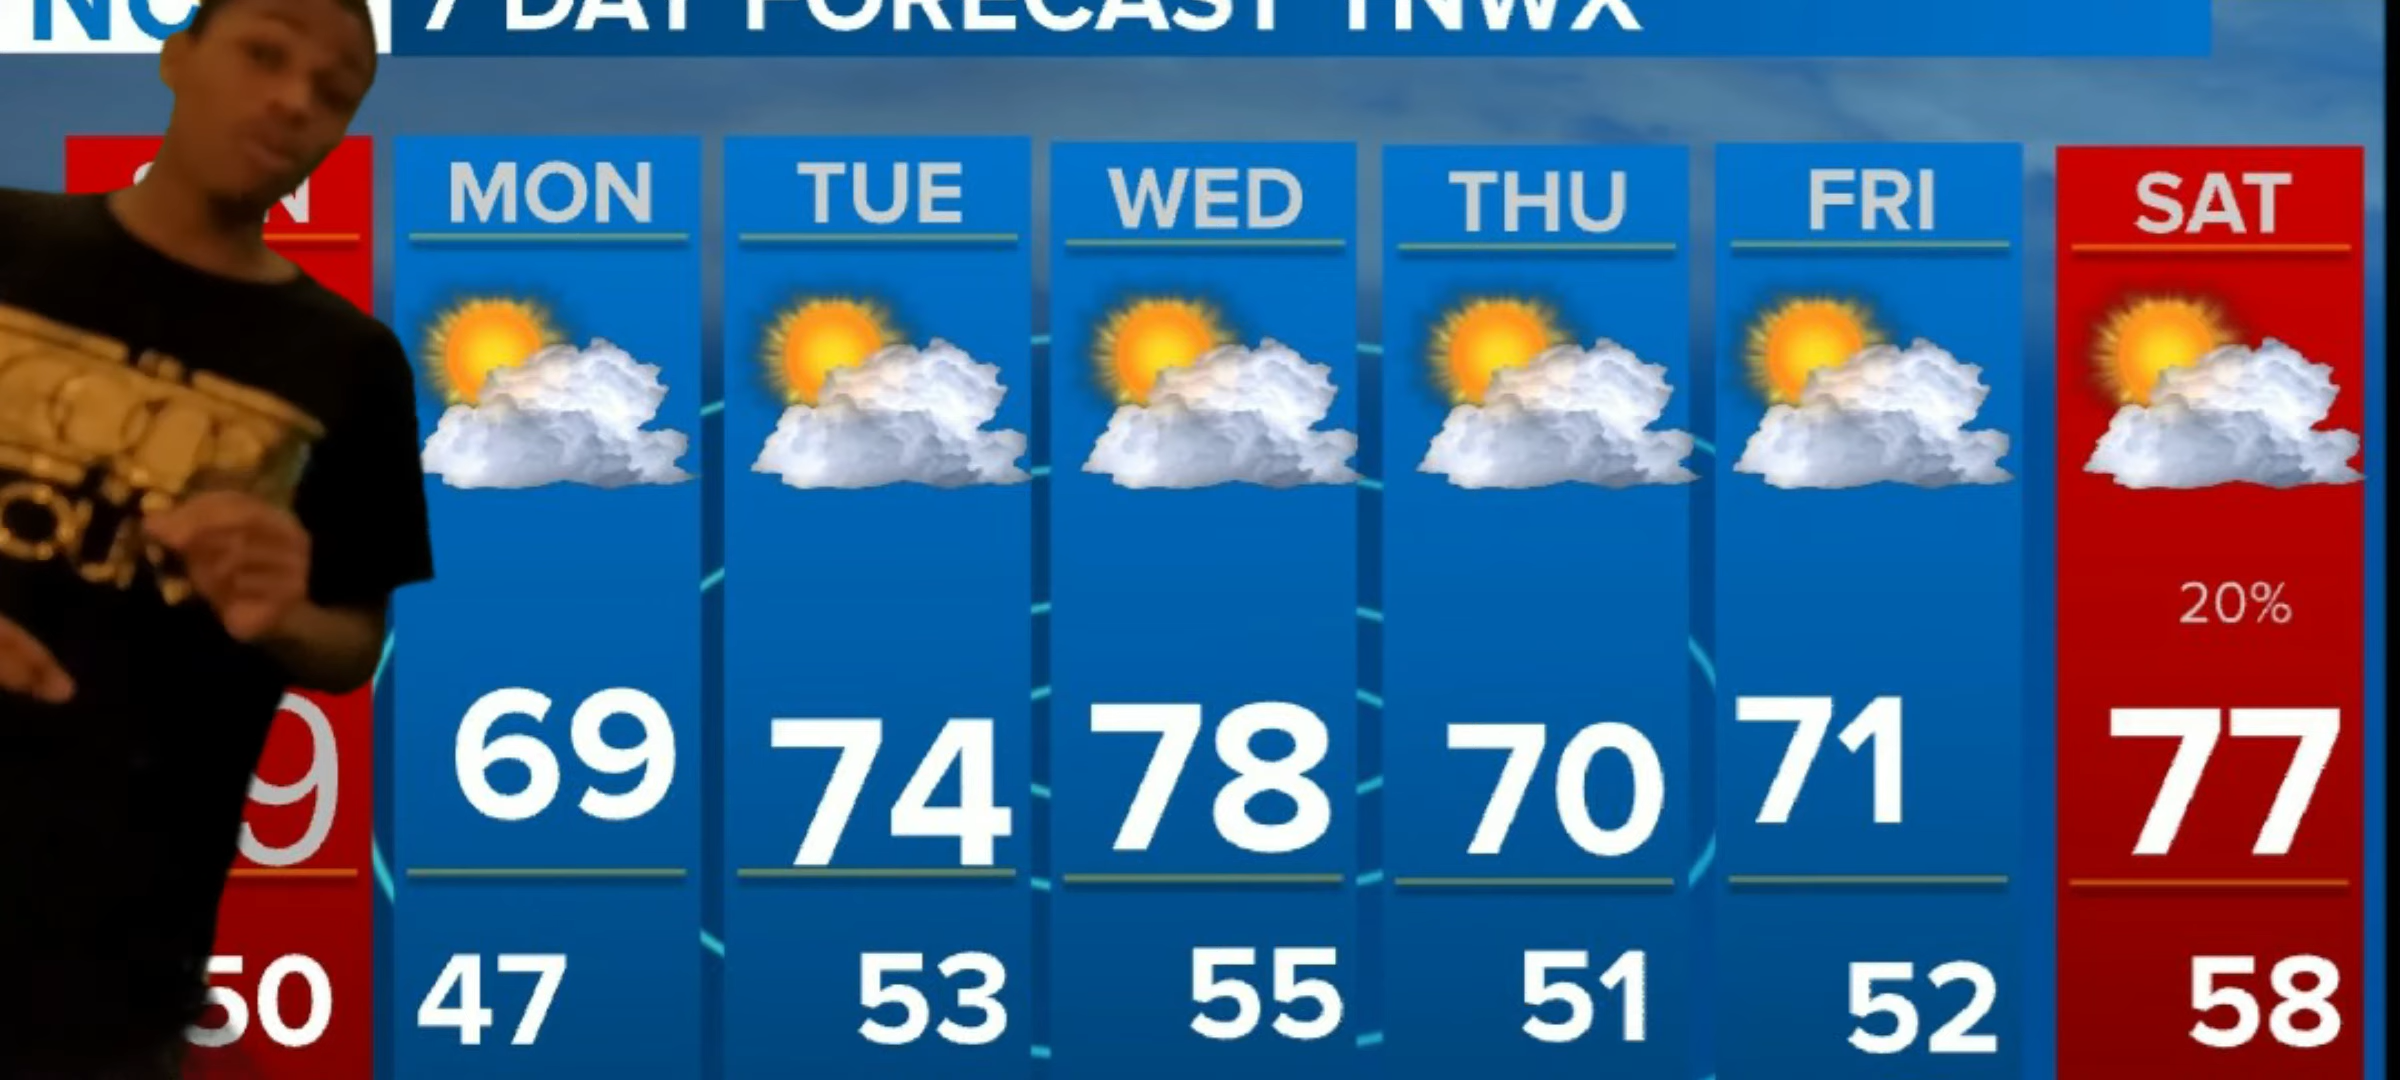 7 DAY FORECAST TNWX
MON TUE WED THU FRI SAT
20%
69 74 78 70 71 77
50 47 53 55 51 52 58